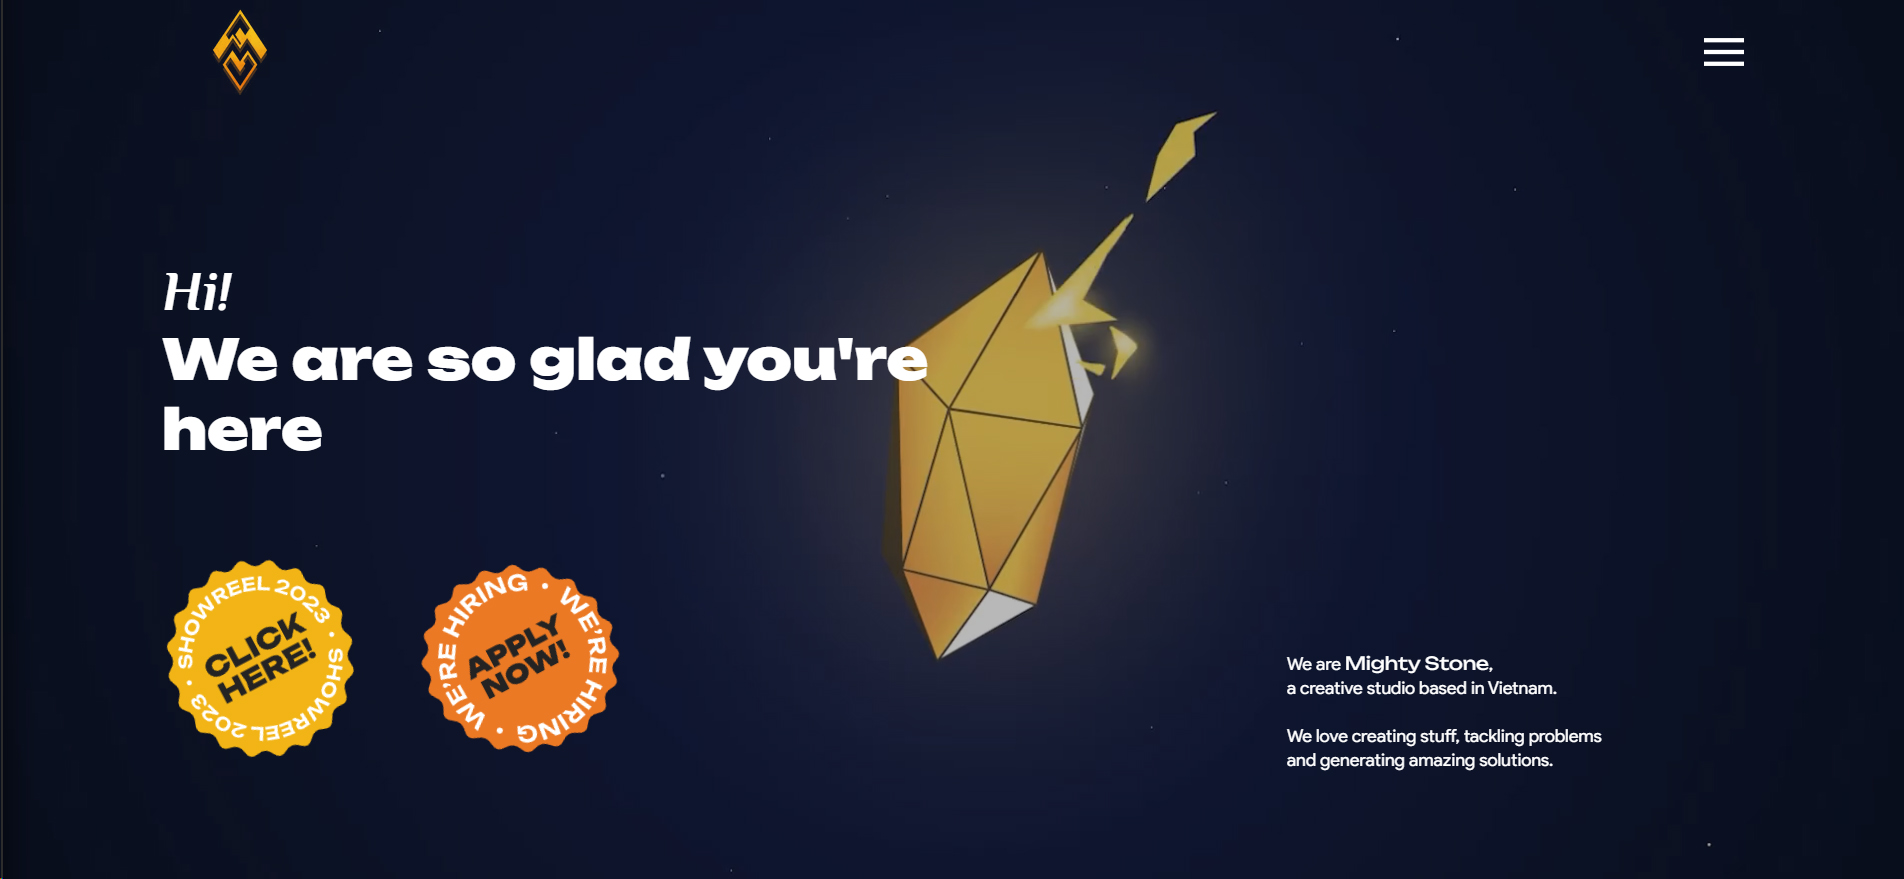 Hi!
We are so glad you're
here
SHOWREEL 2023 • SHOWREEL 2023 •
CLICK
HERE!
WE'RE HIRING • WE'RE HIRING •
APPLY
NOW!
We are Mighty Stone,
a creative studio based in Vietnam.
We love creating stuff, tackling problems
and generating amazing solutions.